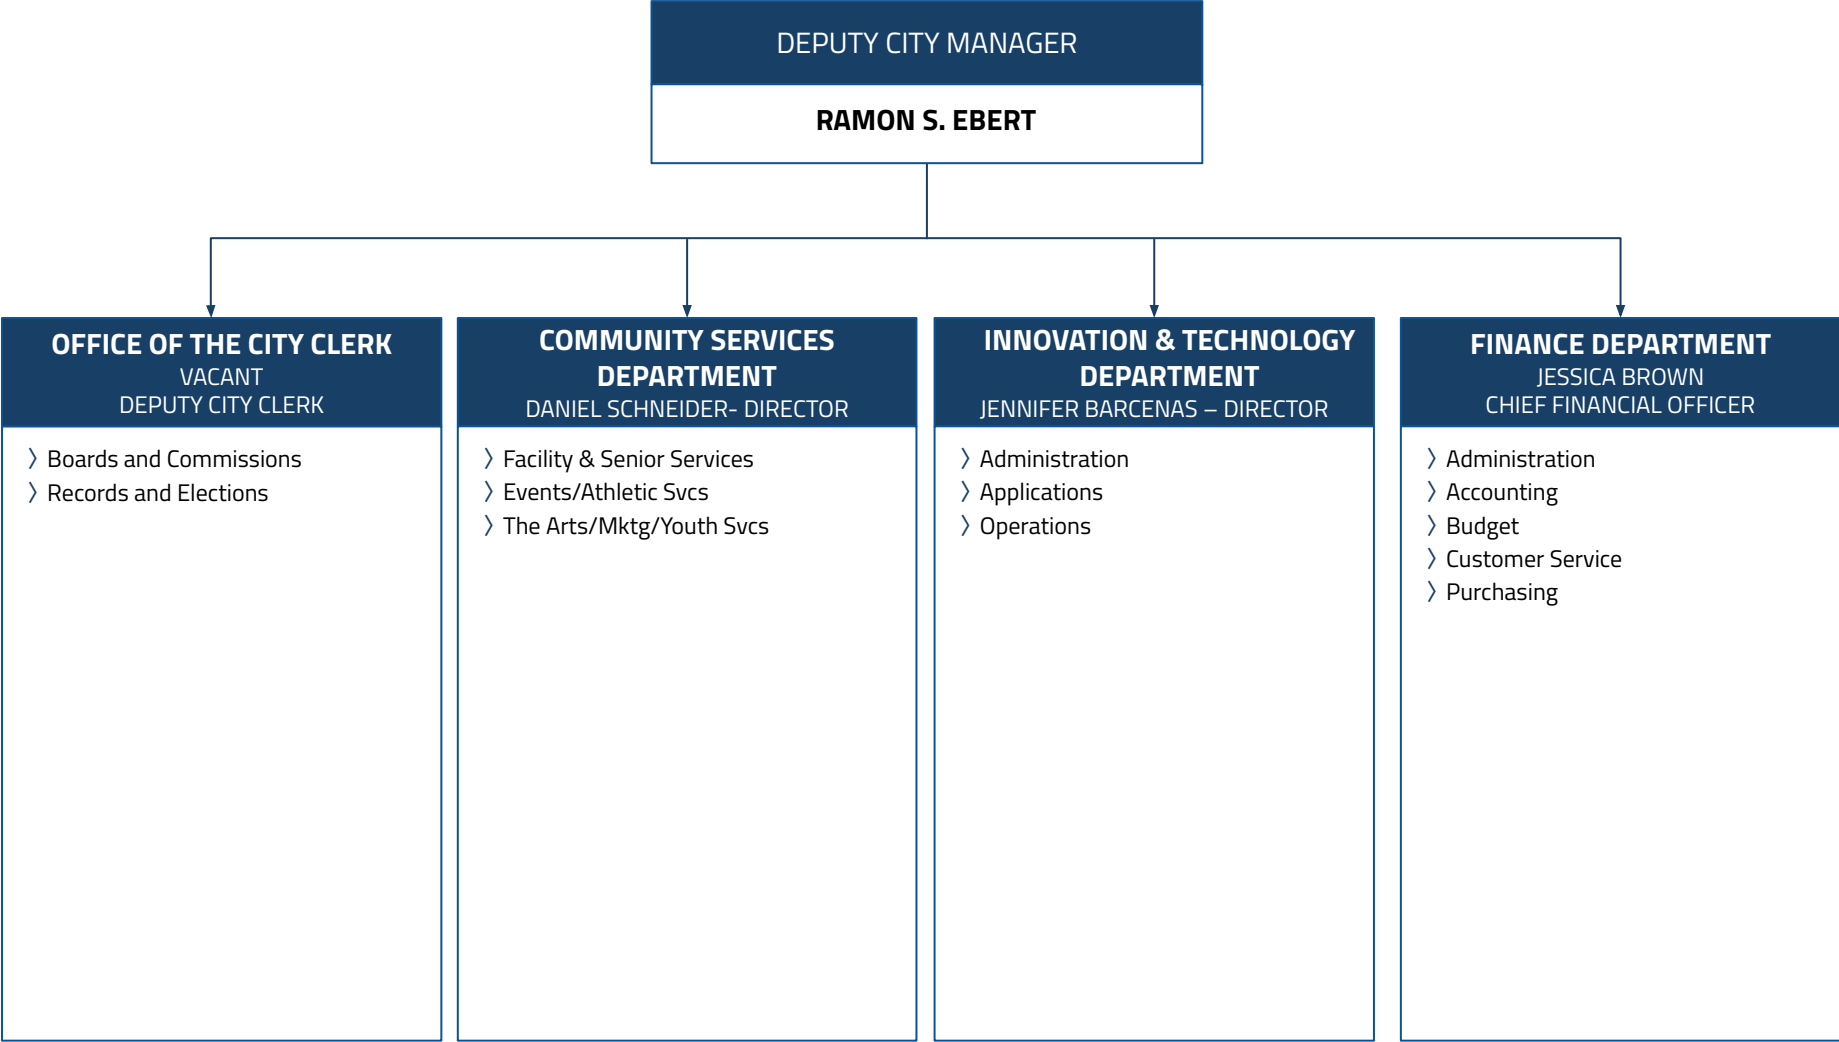 DEPUTY CITY MANAGER
RAMON S. EBERT
OFFICE OF THE CITY CLERK
VACANT
DEPUTY CITY CLERK
〉Boards and Commissions
〉Records and Elections
COMMUNITY SERVICES
DEPARTMENT
DANIEL SCHNEIDER- DIRECTOR
〉Facility & Senior Services
〉Events/Athletic Svcs
〉The Arts/Mktg/Youth Svcs
INNOVATION & TECHNOLOGY
DEPARTMENT
JENNIFER BARCENAS – DIRECTOR
〉Administration
〉Applications
〉Operations
FINANCE DEPARTMENT
JESSICA BROWN
CHIEF FINANCIAL OFFICER
〉Administration
〉Accounting
〉Budget
〉Customer Service
〉Purchasing